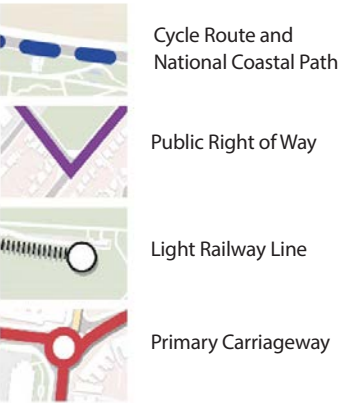 Cycle Route and
National Coastal Path
Public Right of Way
Light Railway Line
Primary Carriageway